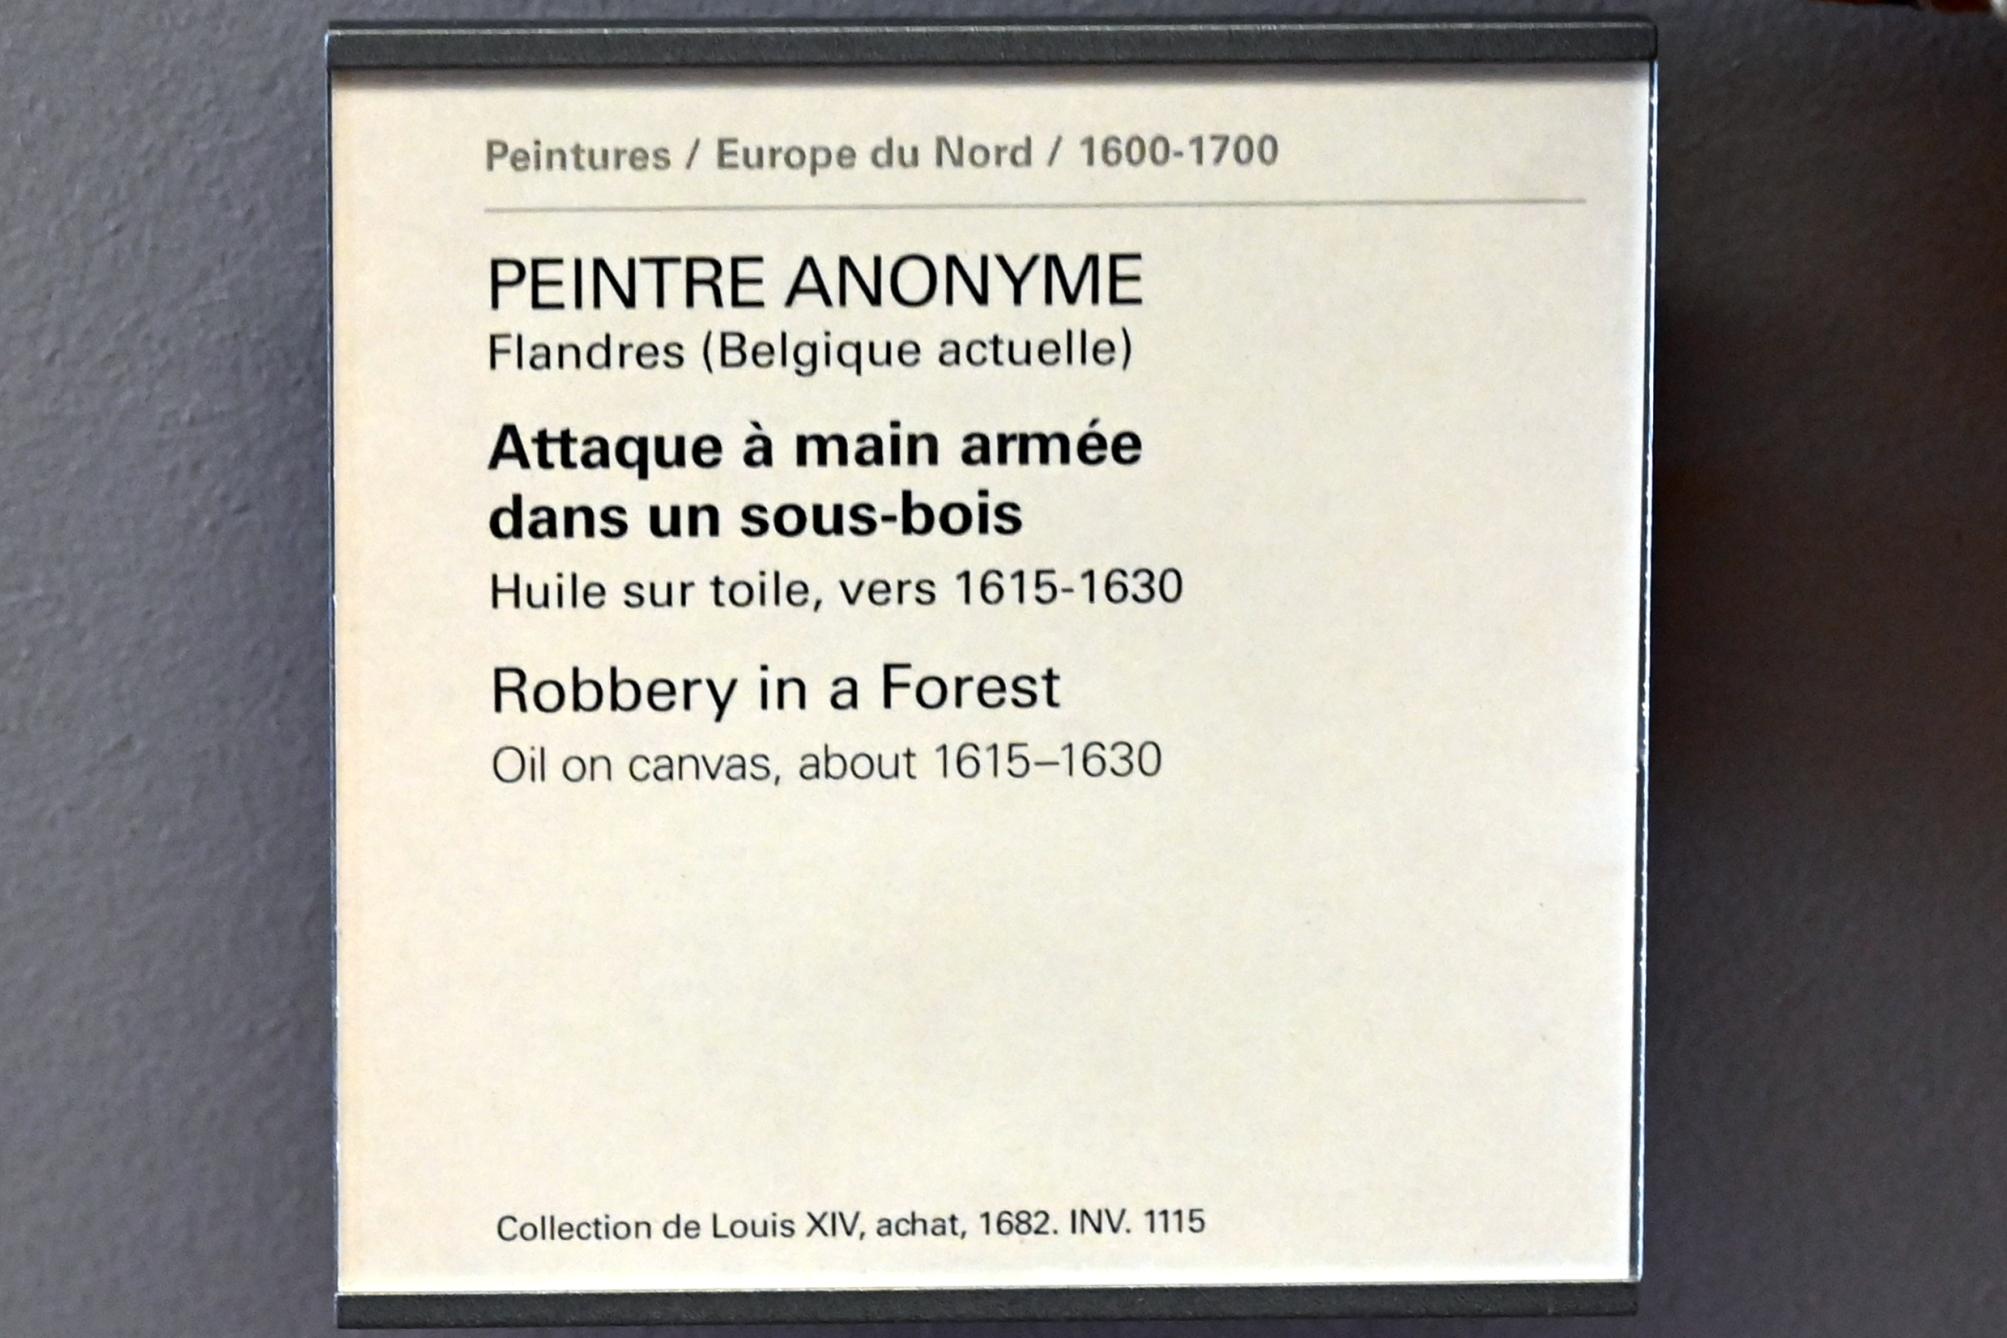 Peintures / Europe du Nord / 1600-1700
PEINTRE ANONYME
Flandres (Belgique actuelle)
Attaque à main armée
dans un sous-bois
Huile sur toile, vers 1615-1630
Robbery in a Forest
Oil on canvas, about 1615–1630
Collection de Louis XIV, achat, 1682. INV. 1115